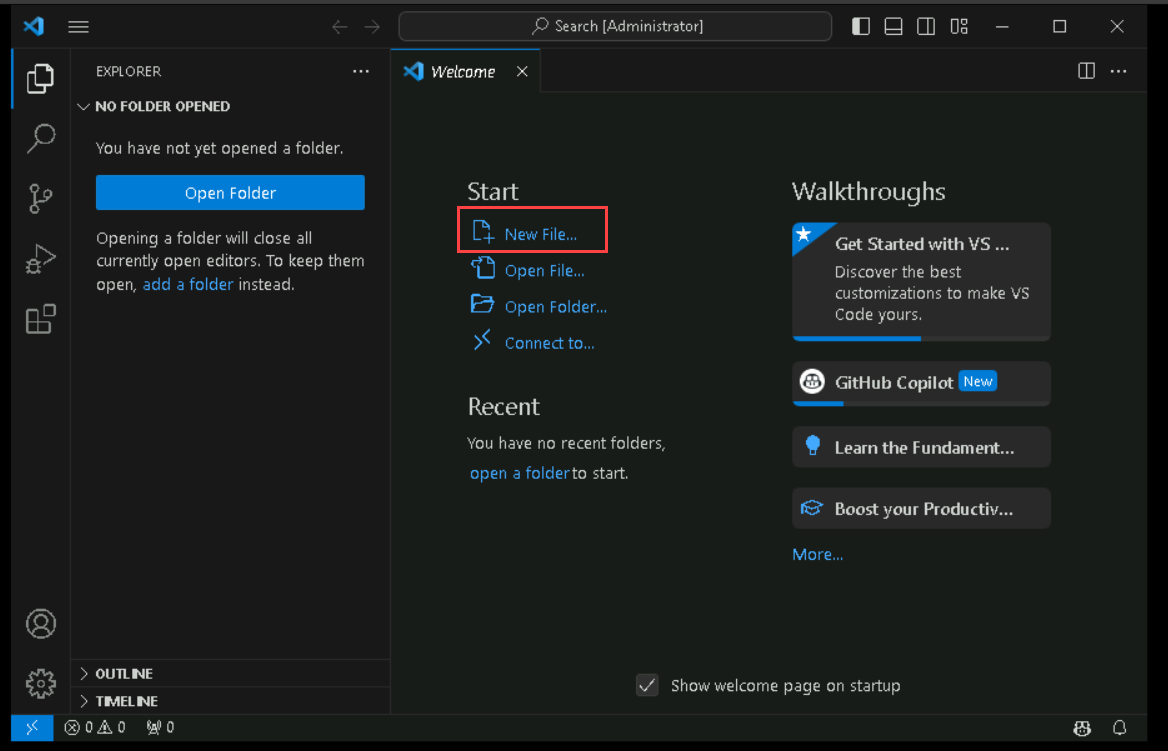 Search [Administrator]
EXPLORER
Welcome
NO FOLDER OPENED
You have not yet opened a folder.
Open Folder
Opening a folder will close all
currently open editors. To keep them
open, add a folder instead.
Start
New File...
Open File...
Open Folder...
Connect to...
Recent
You have no recent folders,
open a folder to start.
Walkthroughs
Get Started with VS ...
Discover the best
customizations to make VS
Code yours.
GitHub Copilot New
Learn the Fundament...
Boost your Productiv...
More...
Show welcome page on startup
OUTLINE
TIMELINE
0 0 0